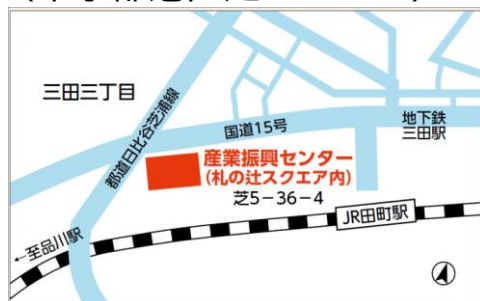 三田三丁目
都道日比谷芝浦線
国道15号
地下鉄
三田駅
産業振興センター
(札の辻スクエア内)
芝5-36-4
JR田町駅
←至品川駅